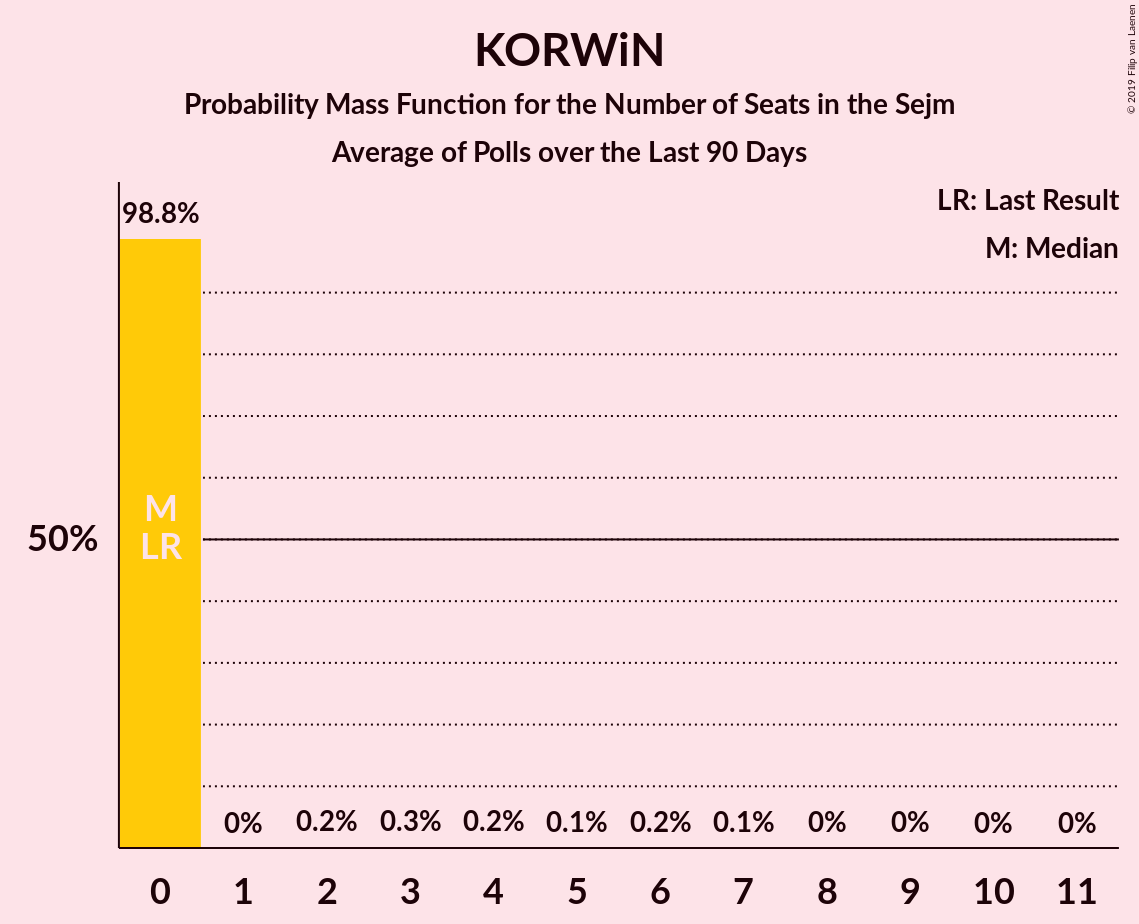 KORWiN
Probability Mass Function for the Number of Seats in the Sejm
Average of Polls over the Last 90 Days
© 2019 Filip van Laenen
LR: Last Result
M: Median
98.8%
M
LR
50%
0% 0.2% 0.3% 0.2% 0.1% 0.2% 0.1% 0% 0% 0% 0%
0 1 2 3 4 5 6 7 8 9 10 11